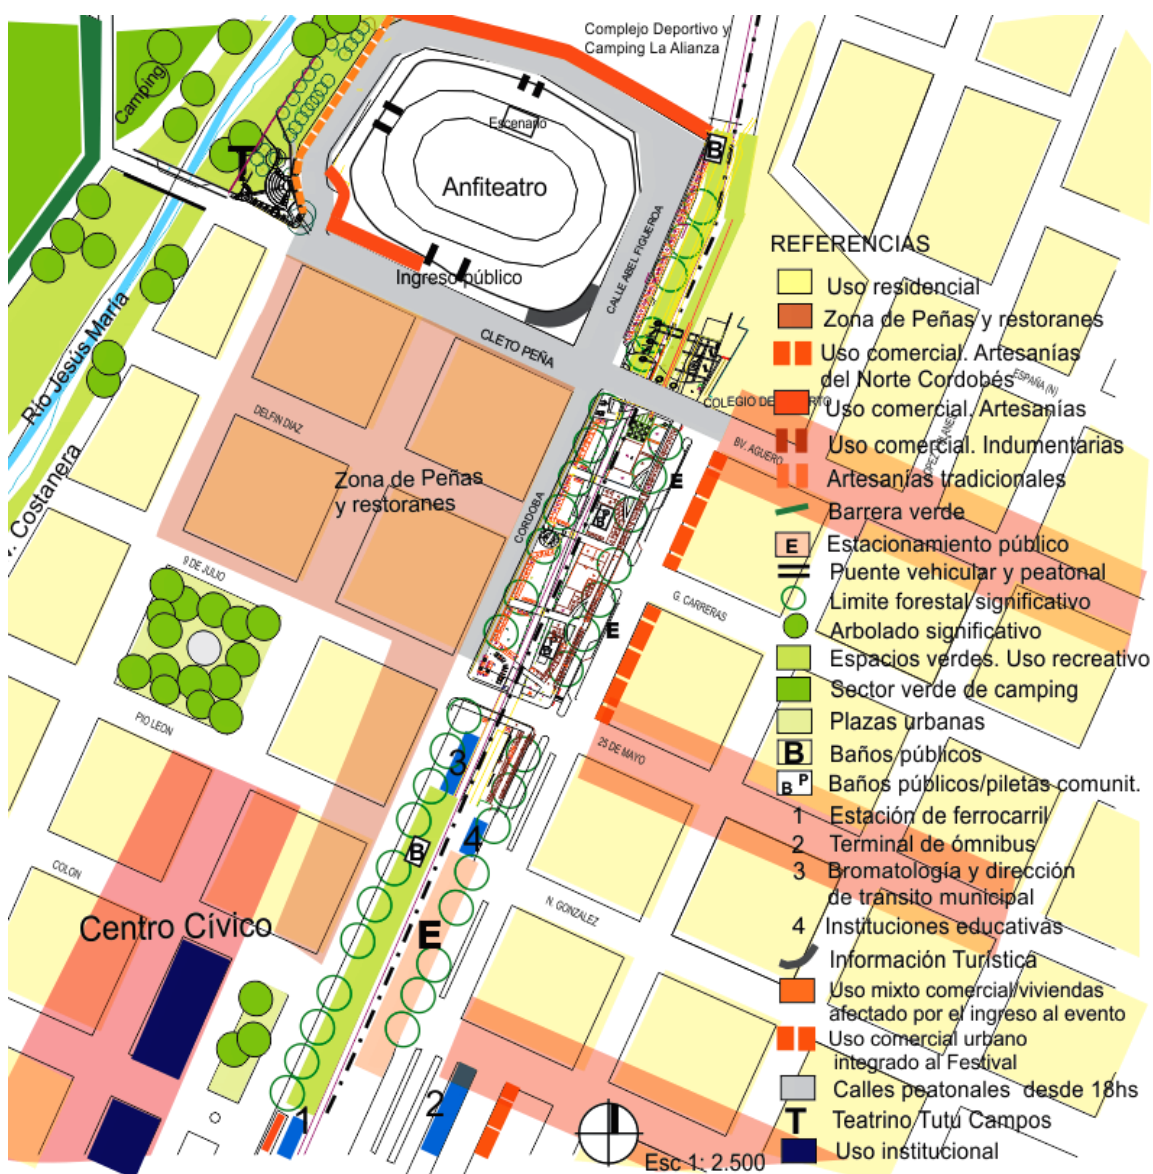 Complejo Deportivo y
Camping La Alianza
Camping
T
Escenario
Anfiteatro
B
Ingreso público
CALLE ABEL FIGUEROA
CLETO PEÑA
Río Jesús María
Costanera
DELFIN DIAZ
Zona de Peñas
y restoranes
CORDOBA
9 DE JULIO
PIO LEON
COLON
Centro Cívico
COLEGIO DE
BV. AGUERO
ESPAÑA (N)
G. CARRERAS
25 DE MAYO
N. GONZALEZ
E
E
E
B
3
4
1
2
REFERENCIAS
Uso residencial
Zona de Peñas y restoranes
Uso comercial. Artesanías
del Norte Cordobés
Uso comercial. Artesanías
Uso comercial. Indumentarias
Artesanías tradicionales
Barrera verde
E Estacionamiento público
Puente vehicular y peatonal
Limite forestal significativo
Arbolado significativo
Espacios verdes. Uso recreativo
Sector verde de camping
Plazas urbanas
B Baños públicos
B P Baños públicos/piletas comunit.
1 Estación de ferrocarril
2 Terminal de ómnibus
3 Bromatología y dirección
de tránsito municipal
4 Instituciones educativas
Información Turística
Uso mixto comercial/viviendas
afectado por el ingreso al evento
Uso comercial urbano
integrado al Festival
Calles peatonales desde 18hs
T Teatrino Tutú Campos
Uso institucional
Esc 1: 2.500